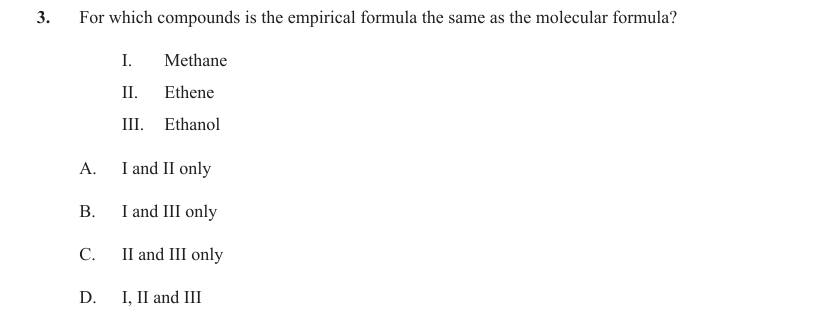 3. For which compounds is the empirical formula the same as the molecular formula?
I. Methane
II. Ethene
III. Ethanol
A. I and II only
B. I and III only
C. II and III only
D. I, II and III